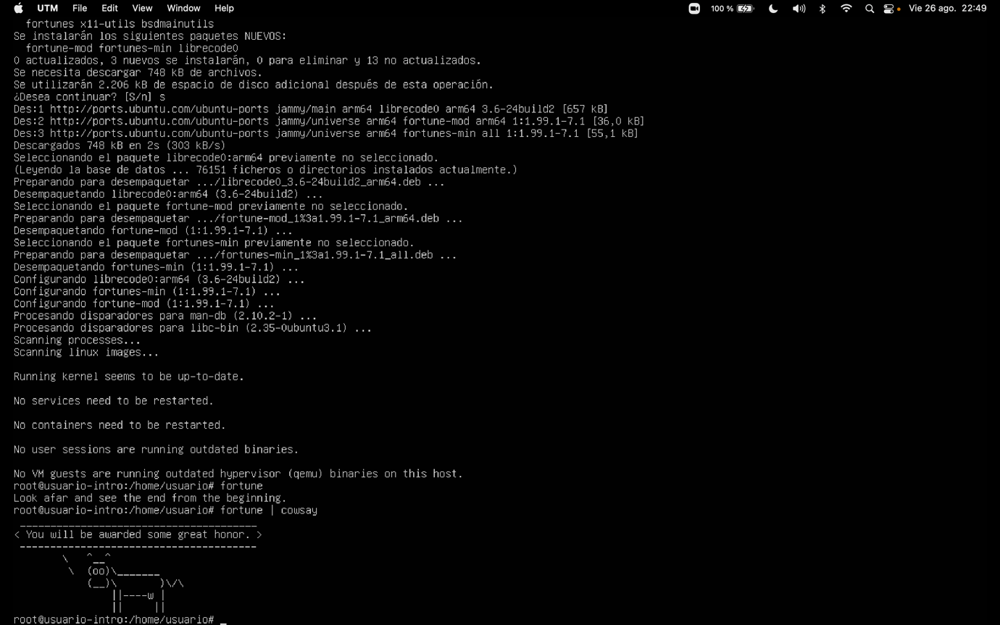 UTM File Edit View Window Help 100 % Vie 26 ago. 22:49
fortunes x11-utils bsdmainutils
Se instalarán los siguientes paquetes NUEVOS:
fortune-mod fortunes-min librecode0
0 actualizados, 3 nuevos se instalarán, 0 para eliminar y 13 no actualizados.
Se necesita descargar 748 kB de archivos.
Se utilizarán 2.206 kB de espacio de disco adicional después de esta operación.
¿Desea continuar? [S/n] s
Des:1 http://ports.ubuntu.com/ubuntu-ports jammy/main arm64 librecode0 arm64 3.6-24build2 [657 kB]
Des:2 http://ports.ubuntu.com/ubuntu-ports jammy/universe arm64 fortune-mod arm64 1:1.99.1-7.1 [36,0 kB]
Des:3 http://ports.ubuntu.com/ubuntu-ports jammy/universe arm64 fortunes-min all 1:1.99.1-7.1 [55,1 kB]
Descargados 748 kB en 2s (303 kB/s)
Seleccionando el paquete librecode0:arm64 previamente no seleccionado.
(Leyendo la base de datos ... 76151 ficheros o directorios instalados actualmente.)
Preparando para desempaquetar .../librecode0_3.6-24build2_arm64.deb ...
Desempaquetando librecode0:arm64 (3.6-24build2) ...
Seleccionando el paquete fortune-mod previamente no seleccionado.
Preparando para desempaquetar .../fortune-mod_1%3a1.99.1-7.1_arm64.deb ...
Desempaquetando fortune-mod (1:1.99.1-7.1) ...
Seleccionando el paquete fortunes-min previamente no seleccionado.
Preparando para desempaquetar .../fortunes-min_1%3a1.99.1-7.1_all.deb ...
Desempaquetando fortunes-min (1:1.99.1-7.1) ...
Configurando librecode0:arm64 (3.6-24build2) ...
Configurando fortunes-min (1:1.99.1-7.1) ...
Configurando fortune-mod (1:1.99.1-7.1) ...
Procesando disparadores para man-db (2.10.2-1) ...
Procesando disparadores para libc-bin (2.35-0ubuntu3.1) ...
Scanning processes...
Scanning linux images...
Running kernel seems to be up-to-date.
No services need to be restarted.
No containers need to be restarted.
No user sessions are running outdated binaries.
No VM guests are running outdated hypervisor (qemu) binaries on this host.
root@usuario-intro:/home/usuario# fortune
Look afar and see the end from the beginning.
root@usuario-intro:/home/usuario# fortune | cowsay
 _______________________________________
< You will be awarded some great honor. >
 ---------------------------------------
        \   ^__^
         \  (oo)\_______
            (__)\       )\/\
                ||----w |
                ||     ||
root@usuario-intro:/home/usuario# _